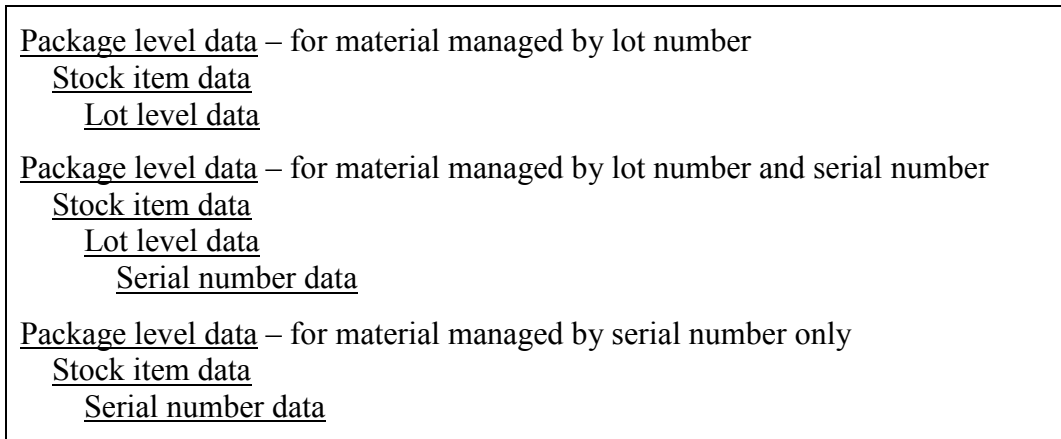 Package level data – for material managed by lot number
Stock item data
Lot level data
Package level data – for material managed by lot number and serial number
Stock item data
Lot level data
Serial number data
Package level data – for material managed by serial number only
Stock item data
Serial number data